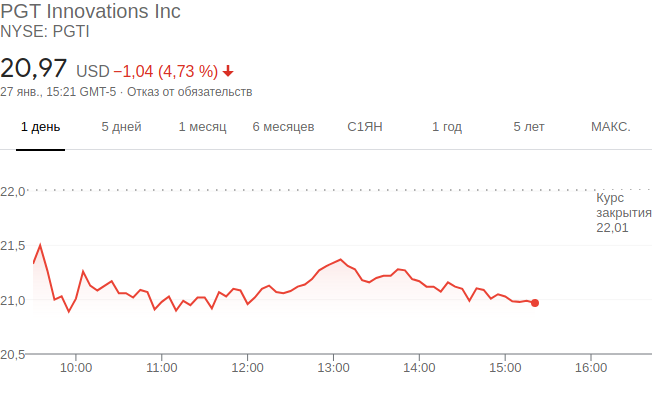 PGT Innovations Inc
NYSE: PGTI
20,97 USD −1,04 (4,73 %)
27 янв., 15:21 GMT-5 · Отказ от обязательств
1 день 5 дней 1 месяц 6 месяцев С1ЯН 1 год 5 лет МАКС.
22,0
Курс
закрытия
22,01
21,5
21,0
20,5
10:00 11:00 12:00 13:00 14:00 15:00 16:00